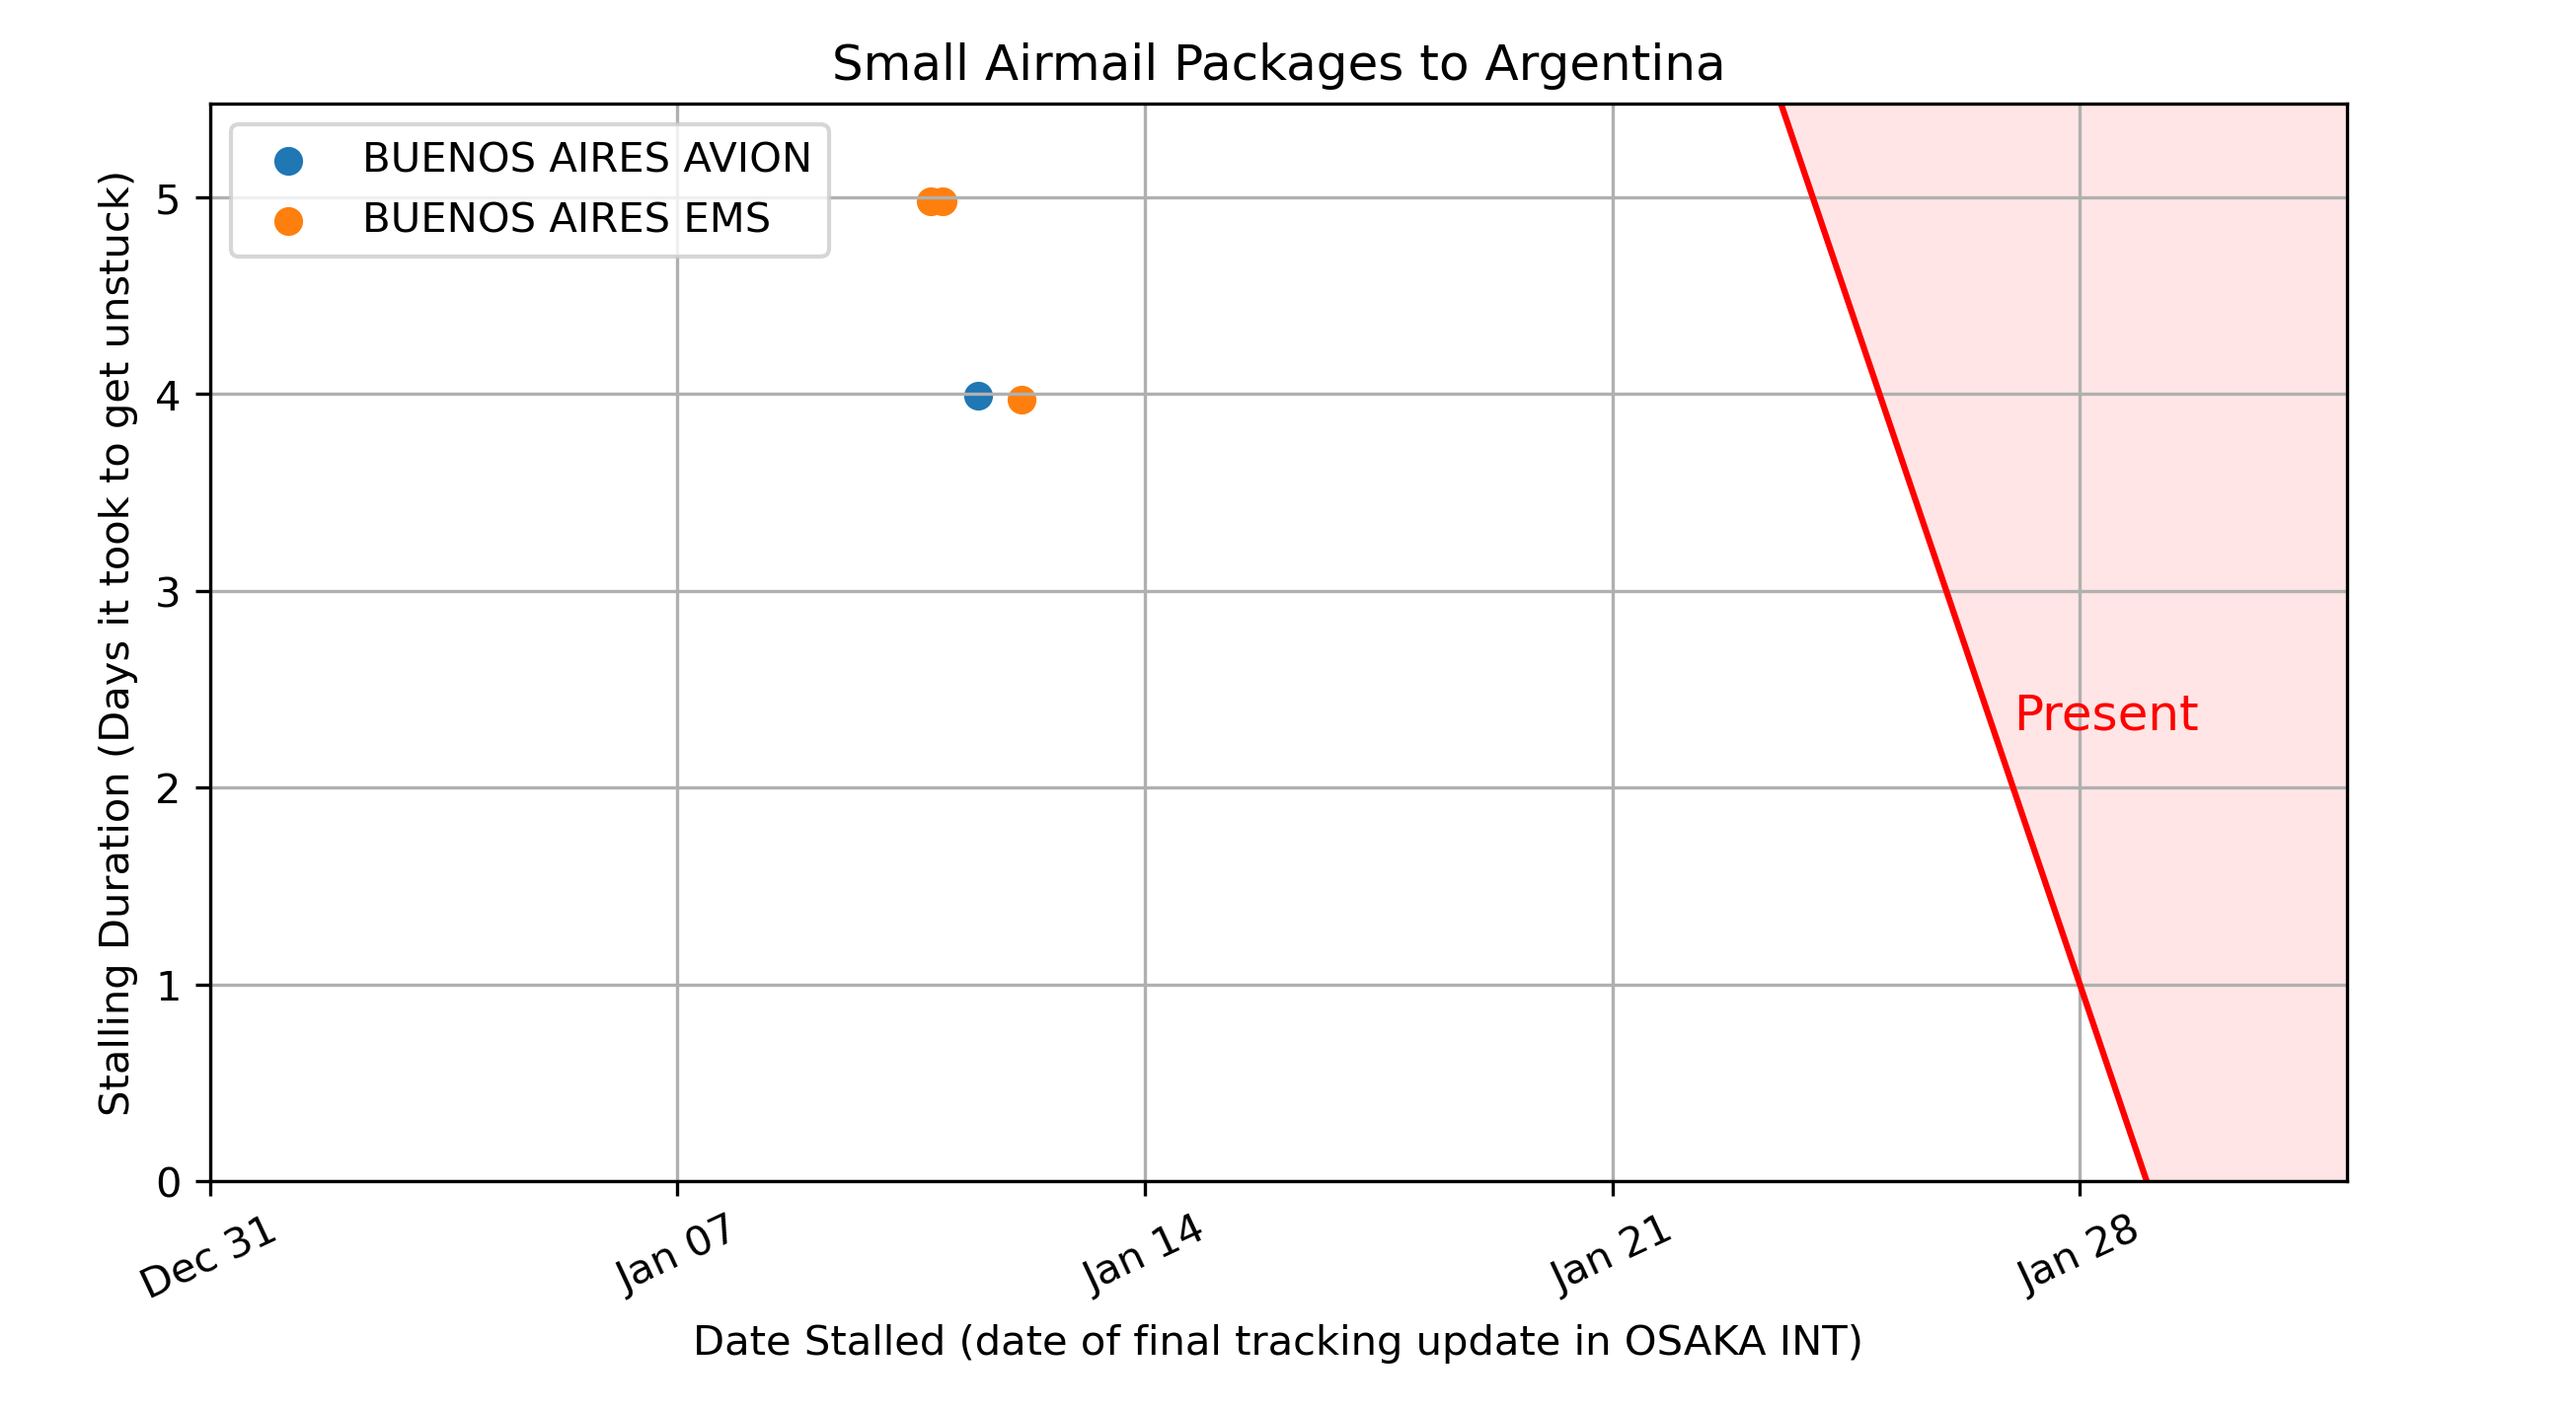 Small Airmail Packages to Argentina
BUENOS AIRES AVION
BUENOS AIRES EMS
Stalling Duration (Days it took to get unstuck)
5
4
3
2
1
0
Present
Dec 31
Jan 07
Jan 14
Jan 21
Jan 28
Date Stalled (date of final tracking update in OSAKA INT)